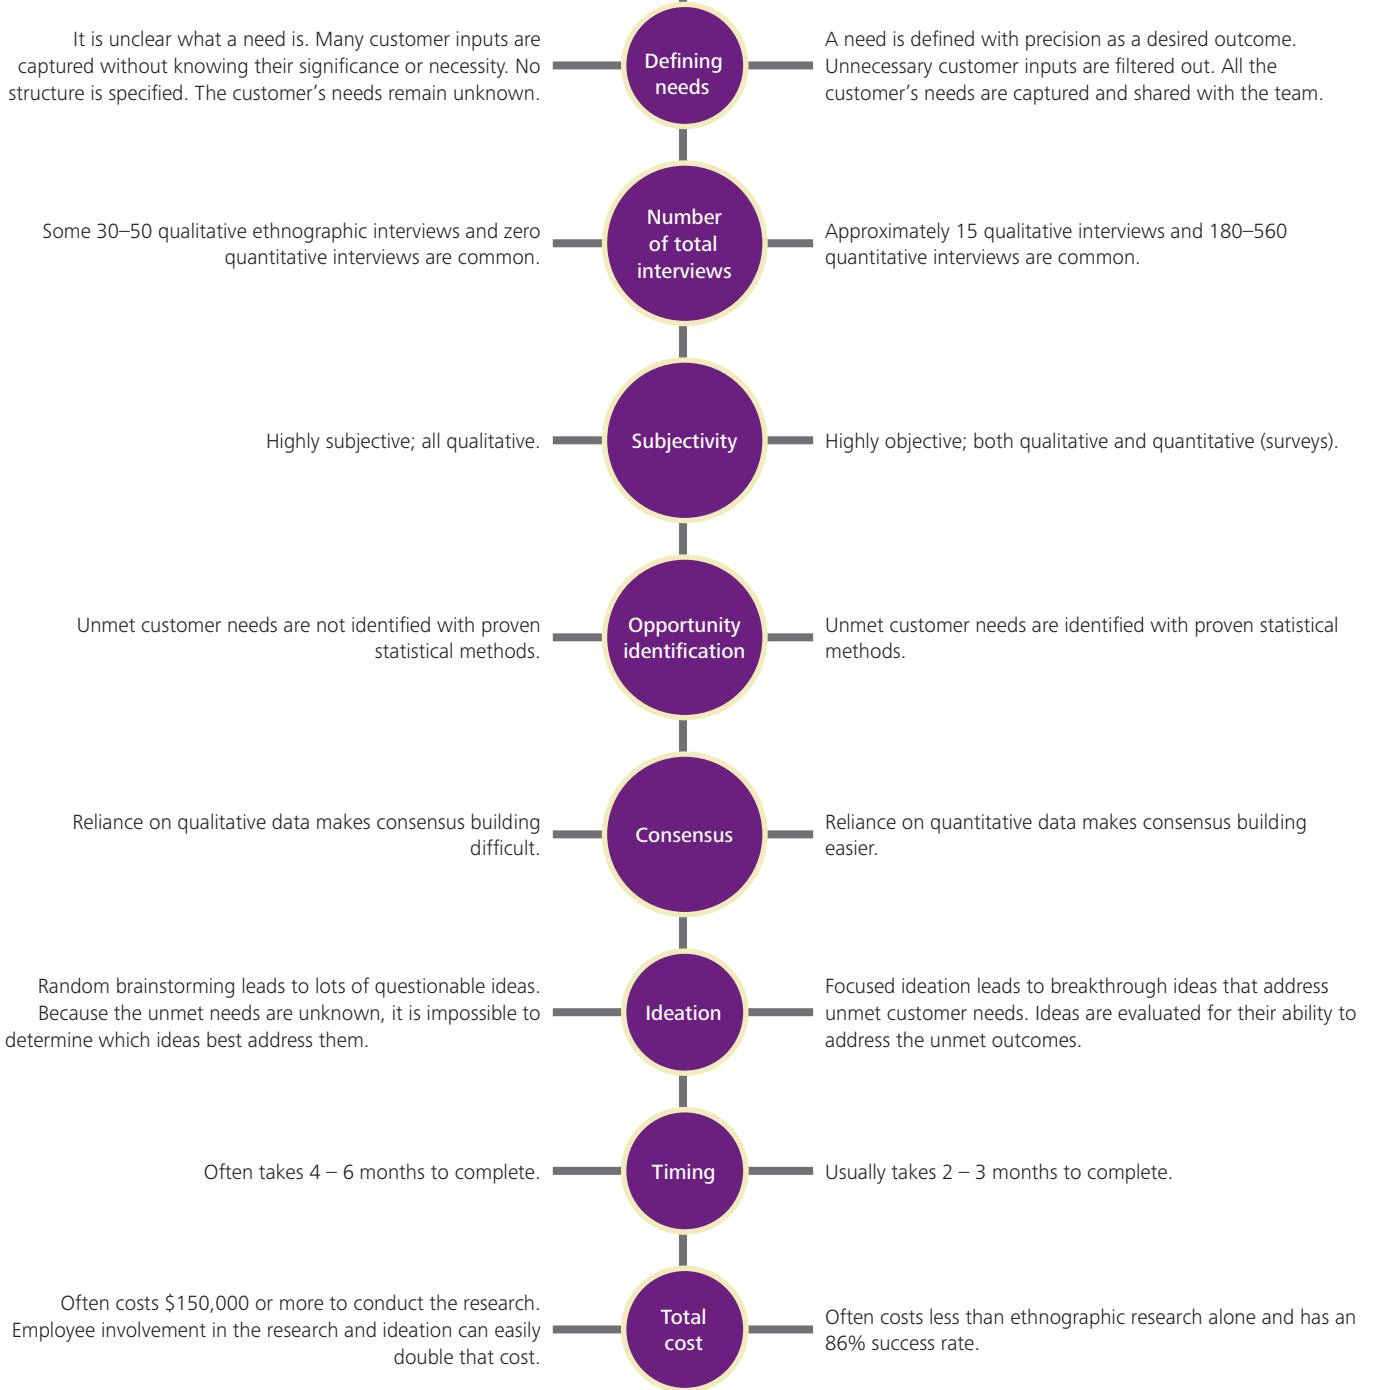 It is unclear what a need is. Many customer inputs are
captured without knowing their significance or necessity. No
structure is specified. The customer’s needs remain unknown.
Defining
needs
A need is defined with precision as a desired outcome.
Unnecessary customer inputs are filtered out. All the
customer’s needs are captured and shared with the team.
Some 30–50 qualitative ethnographic interviews and zero
quantitative interviews are common.
Number
of total
interviews
Approximately 15 qualitative interviews and 180–560
quantitative interviews are common.
Highly subjective; all qualitative.
Subjectivity
Highly objective; both qualitative and quantitative (surveys).
Unmet customer needs are not identified with proven
statistical methods.
Opportunity
identification
Unmet customer needs are identified with proven statistical
methods.
Reliance on qualitative data makes consensus building
difficult.
Consensus
Reliance on quantitative data makes consensus building
easier.
Random brainstorming leads to lots of questionable ideas.
Because the unmet needs are unknown, it is impossible to
determine which ideas best address them.
Ideation
Focused ideation leads to breakthrough ideas that address
unmet customer needs. Ideas are evaluated for their ability to
address the unmet outcomes.
Often takes 4 – 6 months to complete.
Timing
Usually takes 2 – 3 months to complete.
Often costs $150,000 or more to conduct the research.
Employee involvement in the research and ideation can easily
double that cost.
Total
cost
Often costs less than ethnographic research alone and has an
86% success rate.